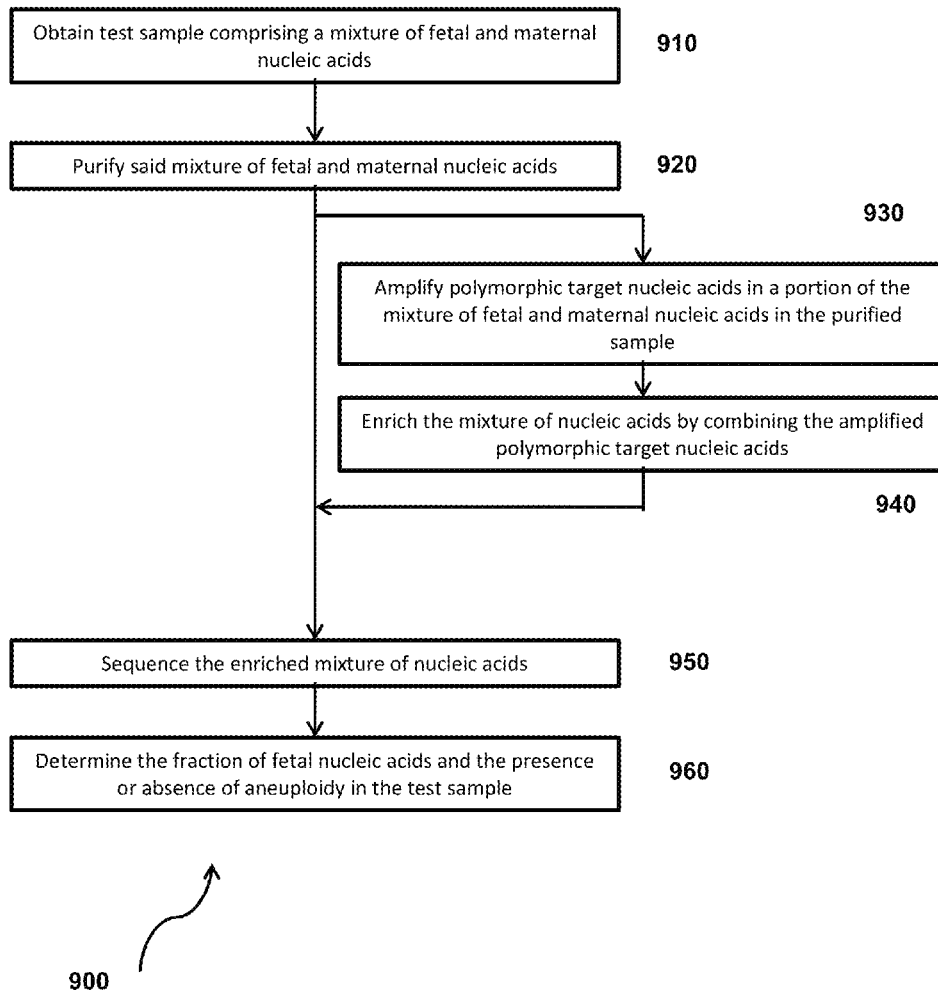 Obtain test sample comprising a mixture of fetal and maternal
nucleic acids
910
Purify said mixture of fetal and maternal nucleic acids
920
930
Amplify polymorphic target nucleic acids in a portion of the
mixture of fetal and maternal nucleic acids in the purified
sample
Enrich the mixture of nucleic acids by combining the amplified
polymorphic target nucleic acids
940
Sequence the enriched mixture of nucleic acids
950
Determine the fraction of fetal nucleic acids and the presence
or absence of aneuploidy in the test sample
960
900